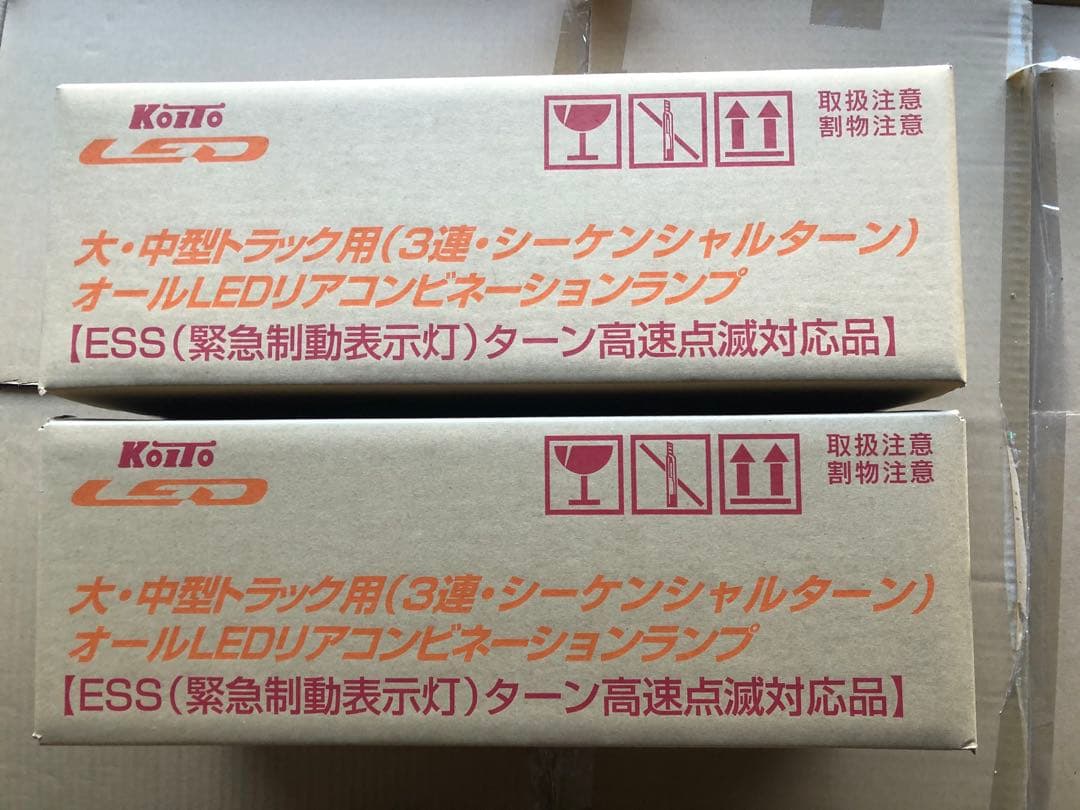 KOITO
LED
取扱注意
割物注意
大・中型トラック用(3連・シーケンシャルターン)
オールLEDリアコンビネーションランプ
【ESS(緊急制動表示灯)ターン高速点滅対応品】
KOITO
LED
取扱注意
割物注意
大・中型トラック用(3連・シーケンシャルターン)
オールLEDリアコンビネーションランプ
【ESS(緊急制動表示灯)ターン高速点滅対応品】